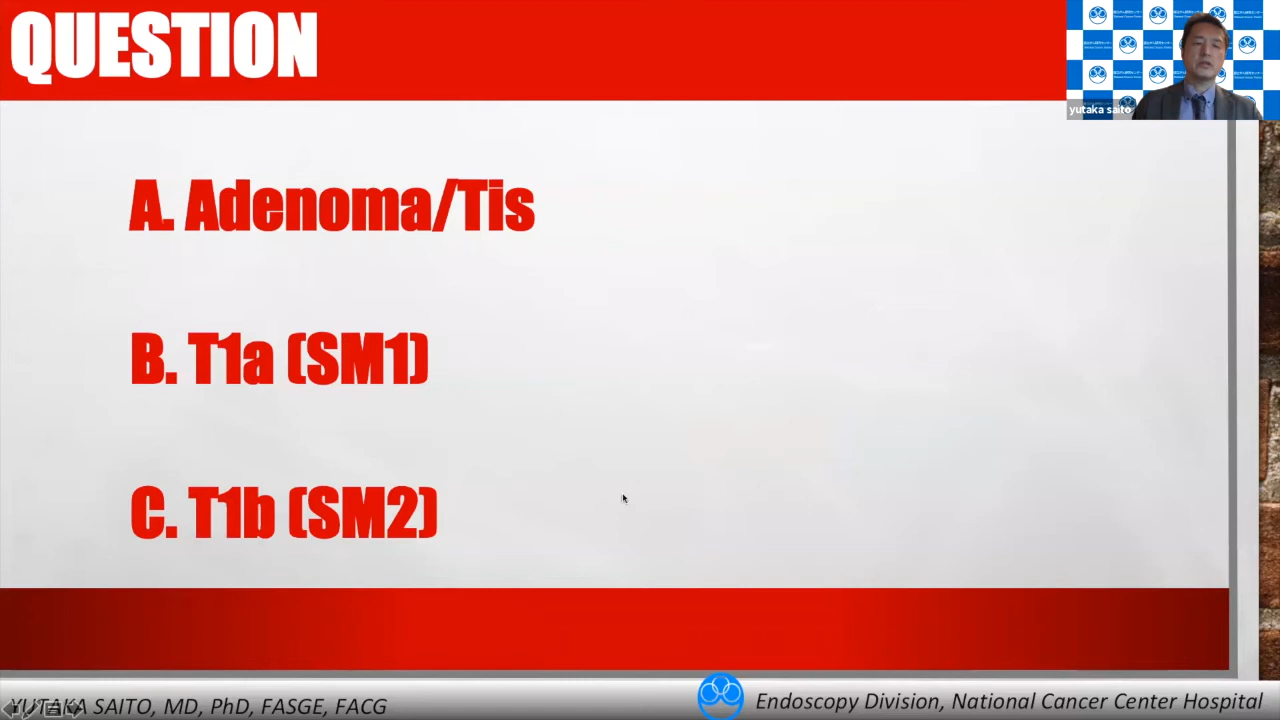 QUESTION
yutaka saito
A. Adenoma/Tis
B. T1a (SM1)
C. T1b (SM2)
YUTAKA SAITO, MD, PhD, FASGE, FACG
Endoscopy Division, National Cancer Center Hospital